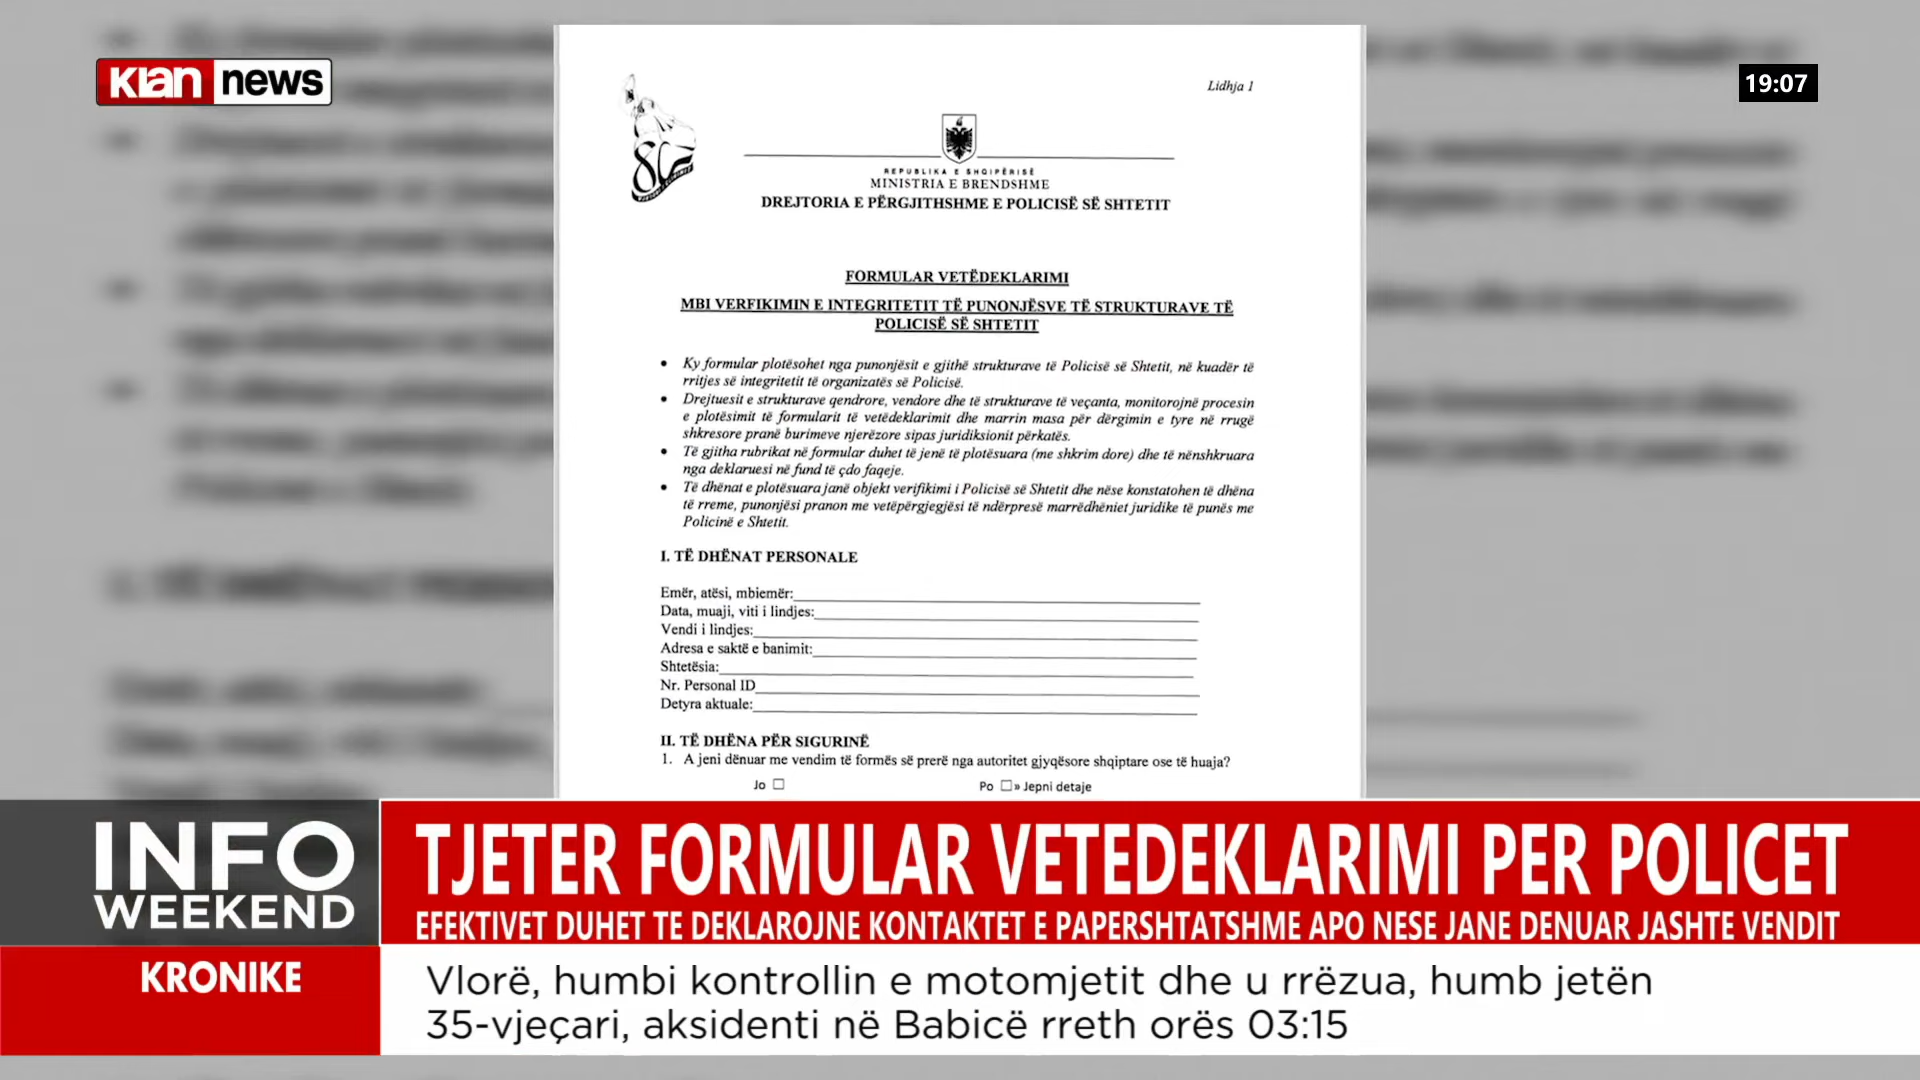 Klan news
19:07
Lidhja 1
80
REPUBLIKA E SHQIPËRISË
MINISTRIA E BRENDSHME
DREJTORIA E PËRGJITHSHME E POLICISË SË SHTETIT
FORMULAR VETËDEKLARIMI
MBI VERFIKIMIN E INTEGRITETIT TË PUNONJËSVE TË STRUKTURAVE TË
POLICISË SË SHTETIT
• Ky formular plotësohet nga punonjësit e gjithë strukturave të Policisë së Shtetit, në kuadër të
rritjes së integritetit të organizatës së Policisë.
• Drejtuesit e strukturave qendrore, vendore dhe të strukturave të veçanta, monitorojnë procesin
e plotësimit të formularit të vetëdeklarimit dhe marrin masa për dërgimin e tyre në rrugë
shkresore pranë burimeve njerëzore sipas juridiksionit përkatës.
• Të gjitha rubrikat në formular duhet të jenë të plotësuara (me shkrim dore) dhe të nënshkruara
nga deklaruesi në fund të çdo faqeje.
• Të dhënat e plotësuara janë objekt verifikimi i Policisë së Shtetit dhe nëse konstatohen të dhëna
të rreme, punonjësi pranon me vetëpërgjegjësi të ndërpresë marrëdhëniet juridike të punës me
Policinë e Shtetit.
I. TË DHËNAT PERSONALE
Emër, atësi, mbiemër:
Data, muaji, viti i lindjes:
Vendi i lindjes:
Adresa e saktë e banimit:
Shtetësia:
Nr. Personal ID
Detyra aktuale:
II. TË DHËNA PËR SIGURINË
1. A jeni dënuar me vendim të formës së prerë nga autoritet gjyqësore shqiptare ose të huaja?
Jo ☐ Po ☐» Jepni detaje
INFO
WEEKEND
TJETER FORMULAR VETEDEKLARIMI PER POLICET
EFEKTIVET DUHET TE DEKLAROJNE KONTAKTET E PAPERSHTATSHME APO NESE JANE DENUAR JASHTE VENDIT
KRONIKE
Vlorë, humbi kontrollin e motomjetit dhe u rrëzua, humb jetën
35-vjeçari, aksidenti në Babicë rreth orës 03:15